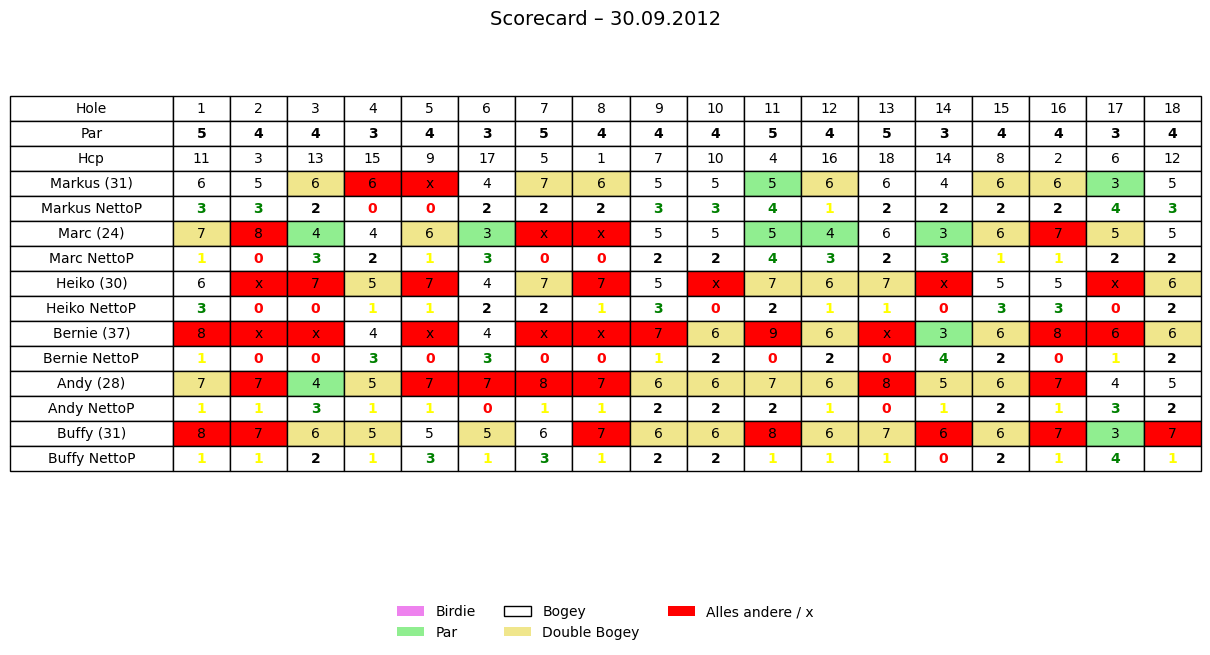 Scorecard – 30.09.2012
Hole 1 2 3 4 5 6 7 8 9 10 11 12 13 14 15 16 17 18
Par 5 4 4 3 4 3 5 4 4 4 5 4 5 3 4 4 3 4
Hcp 11 3 13 15 9 17 5 1 7 10 4 16 18 14 8 2 6 12
Markus (31) 6 5 6 6 x 4 7 6 5 5 5 6 6 4 6 6 3 5
Markus NettoP 3 3 2 0 0 2 2 2 3 3 4 1 2 2 2 2 4 3
Marc (24) 7 8 4 4 6 3 x x 5 5 5 4 6 3 6 7 5 5
Marc NettoP 1 0 3 2 1 3 0 0 2 2 4 3 2 3 1 1 2 2
Heiko (30) 6 x 7 5 7 4 7 7 5 x 7 6 7 x 5 5 x 6
Heiko NettoP 3 0 0 1 1 2 2 1 3 0 2 1 1 0 3 3 0 2
Bernie (37) 8 x x 4 x 4 x x 7 6 9 6 x 3 6 8 6 6
Bernie NettoP 1 0 0 3 0 3 0 0 1 2 0 2 0 4 2 0 1 2
Andy (28) 7 7 4 5 7 7 8 7 6 6 7 6 8 5 6 7 4 5
Andy NettoP 1 1 3 1 1 0 1 1 2 2 2 1 0 1 2 1 3 2
Buffy (31) 8 7 6 5 5 5 6 7 6 6 8 6 7 6 6 7 3 7
Buffy NettoP 1 1 2 1 3 1 3 1 2 2 1 1 1 0 2 1 4 1
Birdie Bogey Alles andere / x
Par Double Bogey